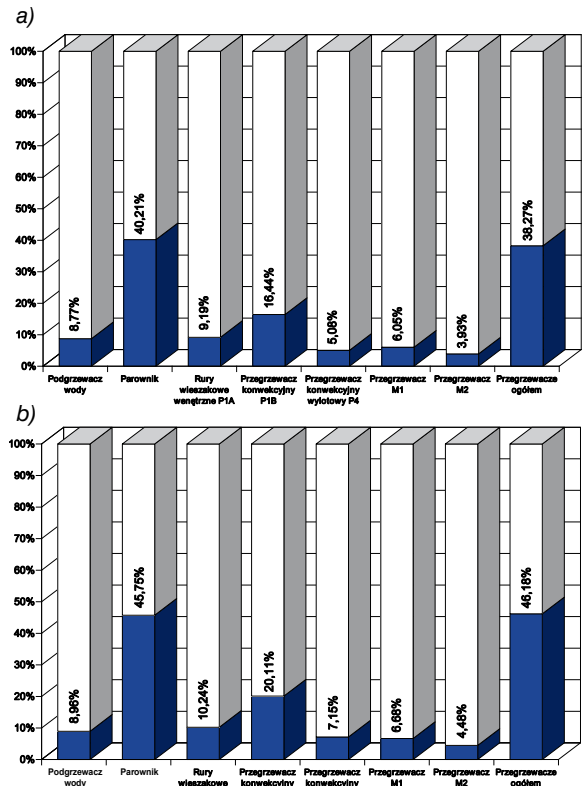 a)
100%
90%
80%
70%
60%
50%
40%
30%
20%
10%
0%
8,77%
40,21%
9,19%
16,44%
5,08%
6,05%
3,93%
38,27%
Podgrzewacz
wody
Parownik
Rury
wieszakowe
wenętrzne P1A
Przegrzewacz
konwekcyjny
P1B
Przegrzewacz
konwekcyjny
wylotowy P4
Przegrzewacz
M1
Przegrzewacz
M2
Przegrzewacze
ogółem
b)
100%
90%
80%
70%
60%
50%
40%
30%
20%
10%
0%
8,96%
45,75%
10,24%
20,11%
7,15%
6,68%
4,48%
46,18%
Podgrzewacz
wody
Parownik
Rury
wieszakowe
Przegrzewacz
konwekcyjny
Przegrzewacz
konwekcyjny
Przegrzewacz
M1
Przegrzewacz
M2
Przegrzewacze
ogółem